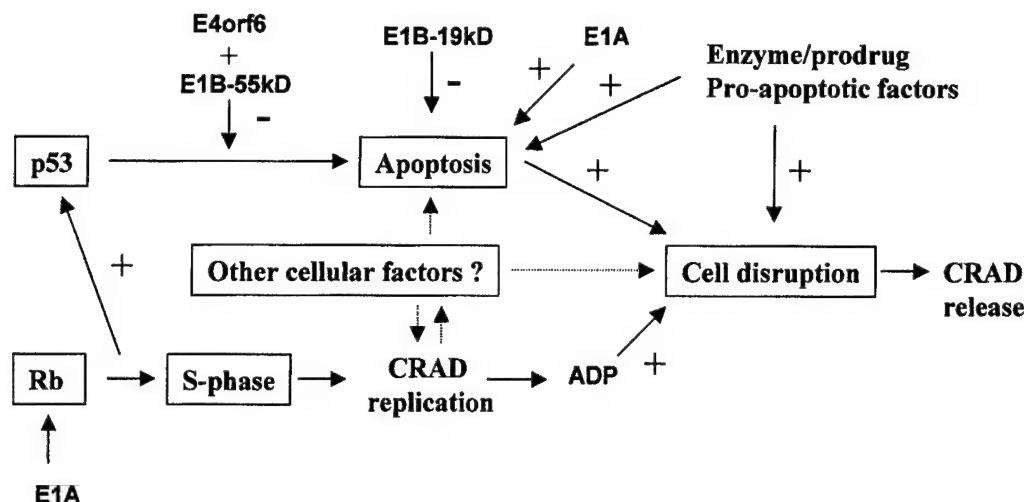 E4orf6
+
E1B-55kD
–
E1B-19kD
–
E1A
+
+
Enzyme/prodrug
Pro-apoptotic factors
p53
Apoptosis
+
+
+
Other cellular factors ?
Cell disruption
CRAD
release
Rb
S-phase
CRAD
replication
ADP
+
E1A